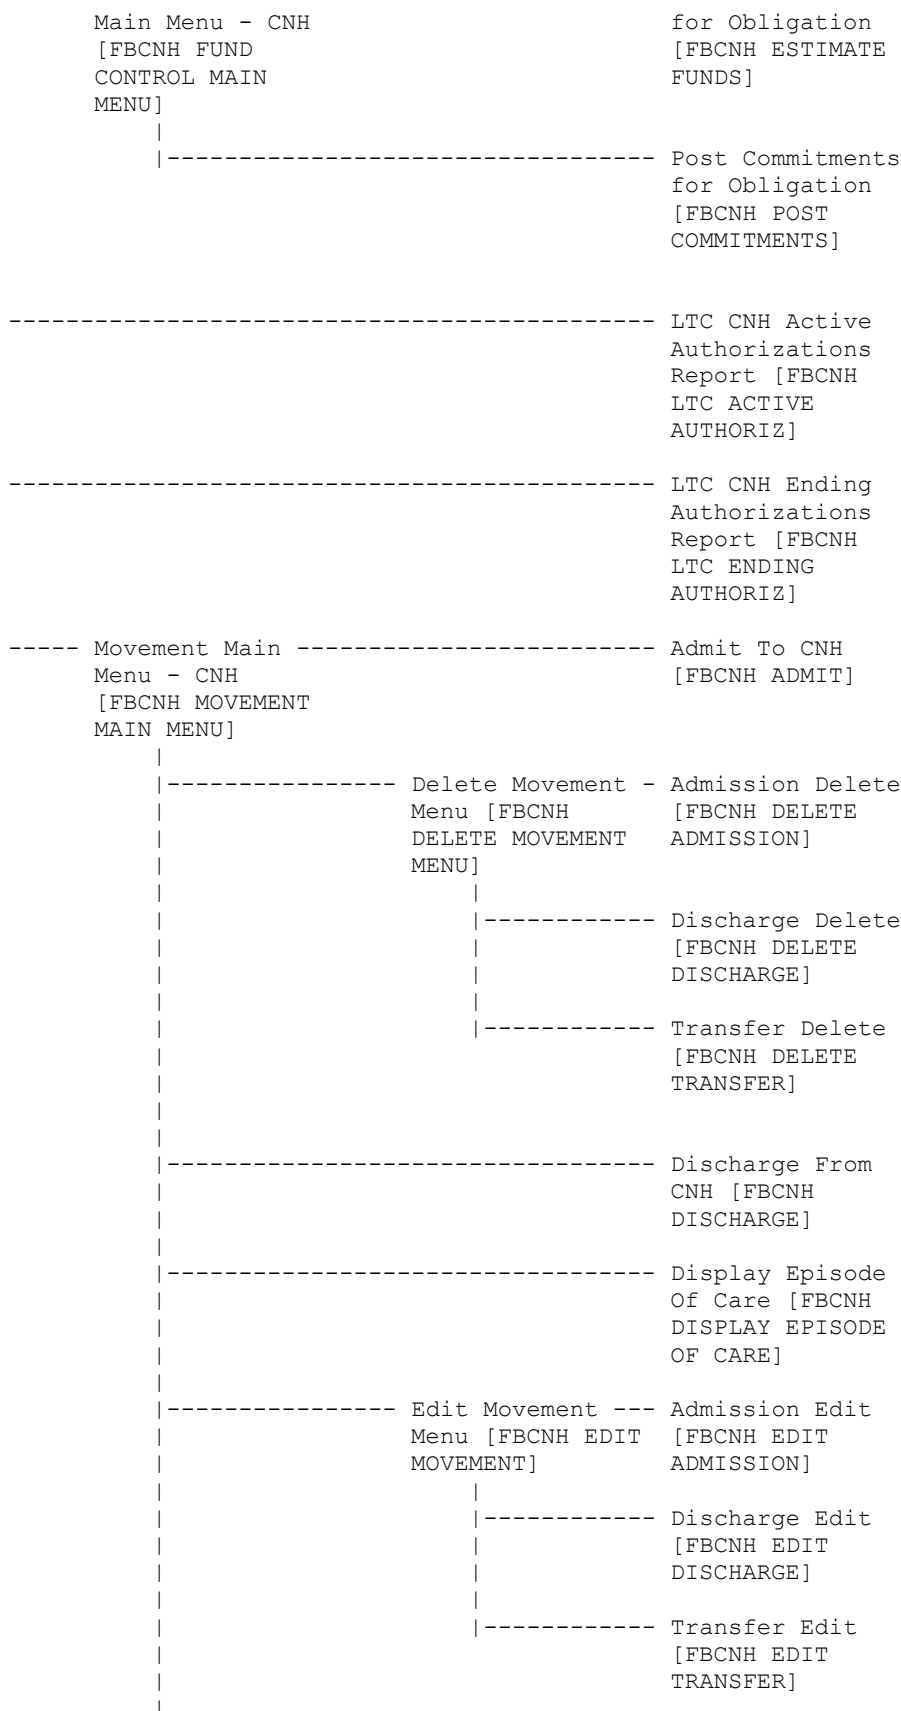 Main Menu - CNH for Obligation
[FBCNH FUND [FBCNH ESTIMATE
CONTROL MAIN FUNDS]
MENU]
|
|---------------------------------- Post Commitments
for Obligation
[FBCNH POST
COMMITMENTS]
--------------------------------------------- LTC CNH Active
Authorizations
Report [FBCNH
LTC ACTIVE
AUTHORIZ]
--------------------------------------------- LTC CNH Ending
Authorizations
Report [FBCNH
LTC ENDING
AUTHORIZ]
----- Movement Main ------------------------- Admit To CNH
Menu - CNH [FBCNH ADMIT]
[FBCNH MOVEMENT
MAIN MENU]
|
|---------------- Delete Movement - Admission Delete
| Menu [FBCNH [FBCNH DELETE
| DELETE MOVEMENT ADMISSION]
| MENU]
| |
| |------------ Discharge Delete
| | [FBCNH DELETE
| | DISCHARGE]
| |
| |------------ Transfer Delete
| [FBCNH DELETE
| TRANSFER]
|
|
|---------------------------------- Discharge From
| CNH [FBCNH
| DISCHARGE]
|
|---------------------------------- Display Episode
| Of Care [FBCNH
| DISPLAY EPISODE
| OF CARE]
|
|---------------- Edit Movement --- Admission Edit
| Menu [FBCNH EDIT [FBCNH EDIT
| MOVEMENT] ADMISSION]
| |
| |------------ Discharge Edit
| | [FBCNH EDIT
| | DISCHARGE]
| |
| |------------ Transfer Edit
| [FBCNH EDIT
| TRANSFER]
|